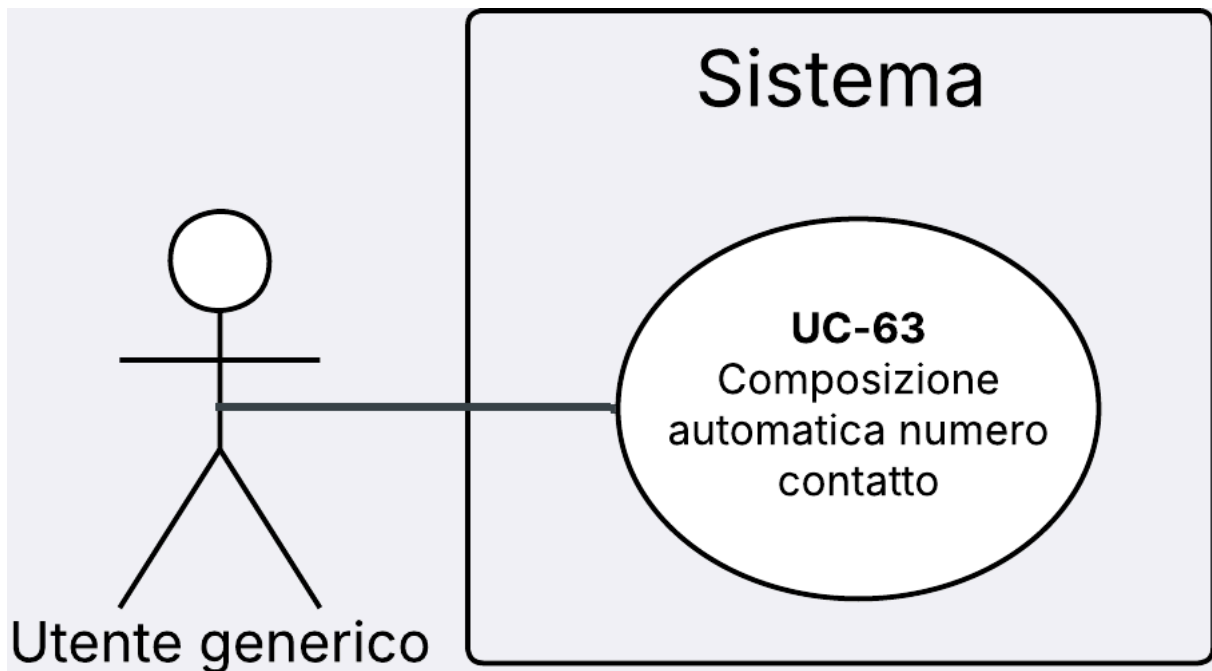 Sistema
UC-63
Composizione
automatica numero
contatto
Utente generico